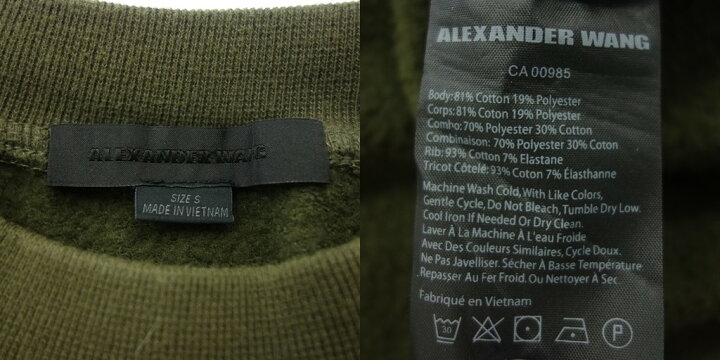 ALEXANDER WANG
SIZE S
MADE IN VIETNAM
ALEXANDER WANG
CA 00985
Body: 81% Cotton 19% Polyester
Corps: 81% Cotton 19% Polyester
Combo: 70% Polyester 30% Cotton
Combinaison: 70% Polyester 30% Cotton
Rib: 93% Cotton 7% Elastane
Tricot Côtelé: 93% Cotton 7% Élasthanne
Machine Wash Cold, With Like Colors,
Gentle Cycle, Do Not Bleach, Tumble Dry Low.
Cool Iron If Needed Or Dry Clean.
Laver À La Machine À L'eau Froide
Avec Des Couleurs Similaires, Cycle Doux.
Ne Pas Javelliser. Sécher À Basse Température
Repasser Au Fer Froid. Ou Nettoyer À Sec
Fabriqué en Vietnam
30
P